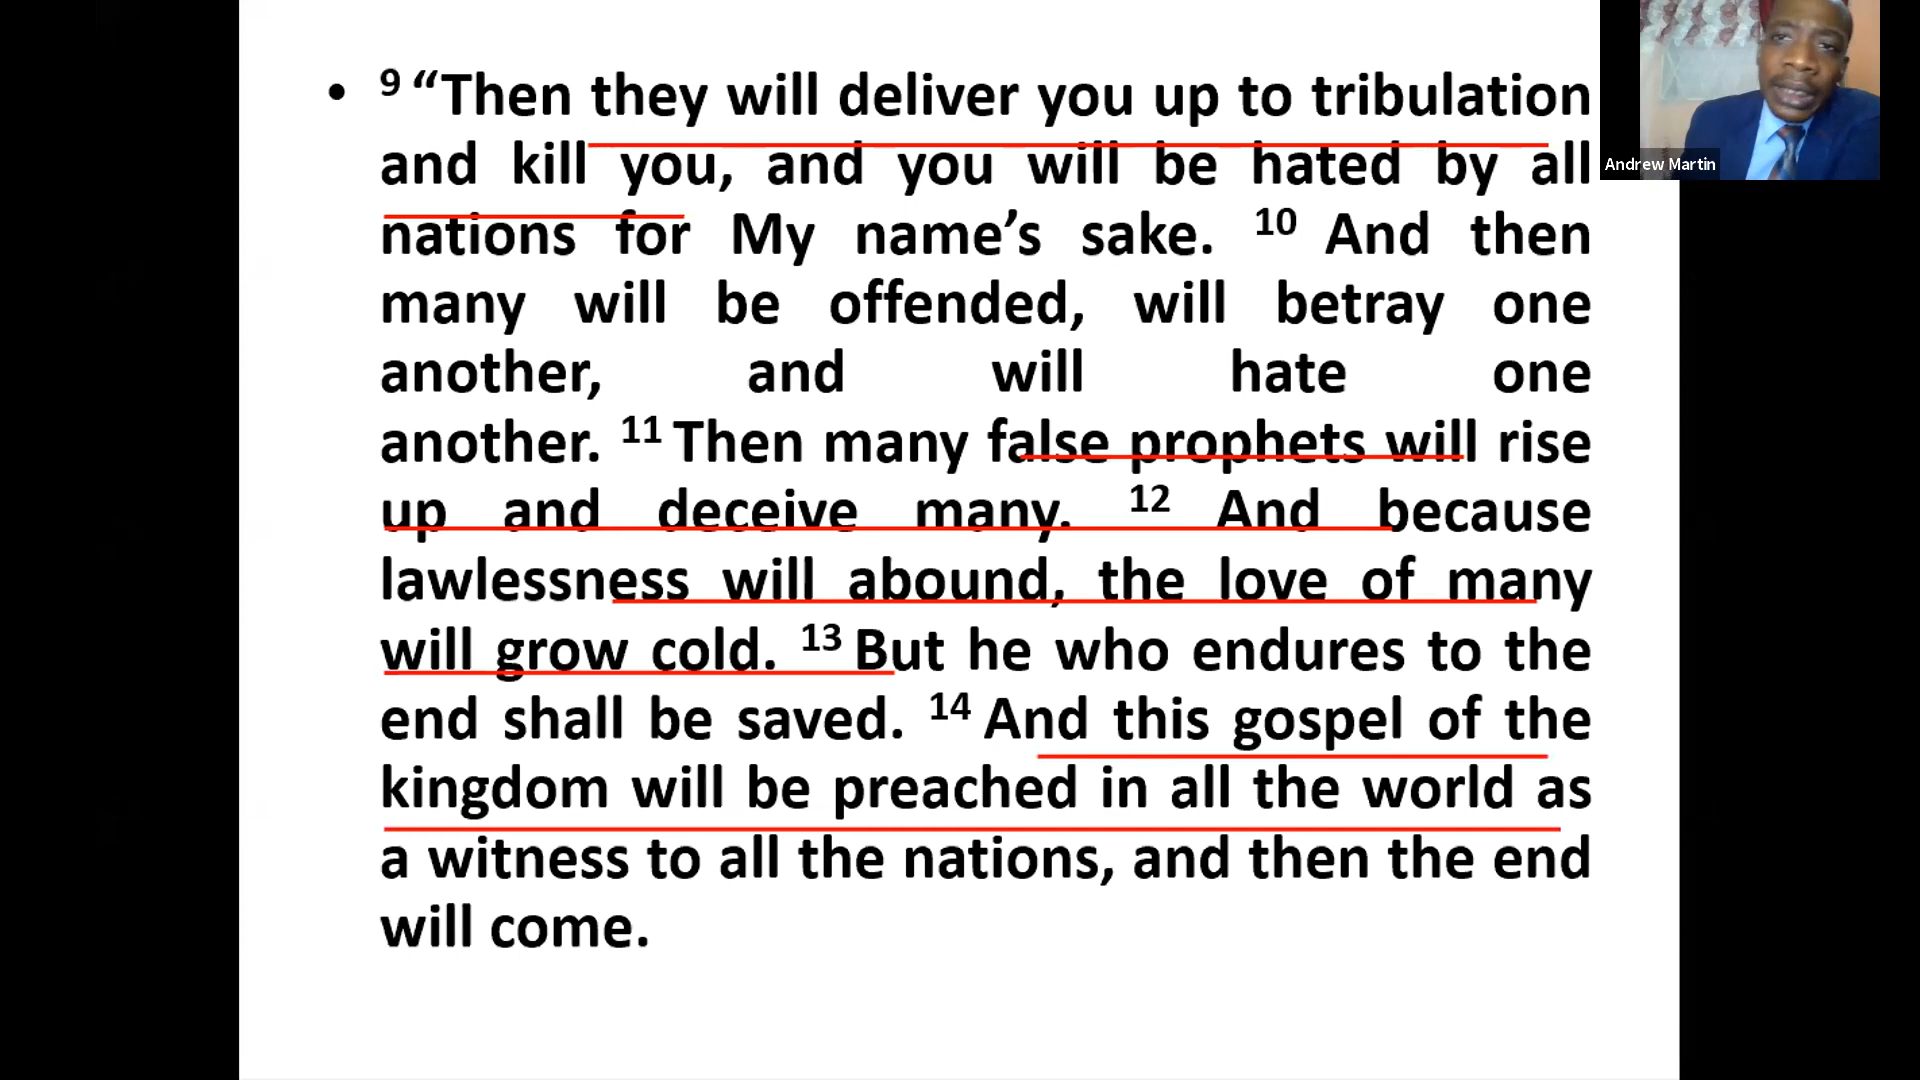 • 9 “Then they will deliver you up to tribulation
and kill you, and you will be hated by all
nations for My name’s sake. 10 And then
many will be offended, will betray one
another, and will hate one
another. 11 Then many false prophets will rise
up and deceive many. 12 And because
lawlessness will abound, the love of many
will grow cold. 13 But he who endures to the
end shall be saved. 14 And this gospel of the
kingdom will be preached in all the world as
a witness to all the nations, and then the end
will come.
Andrew Martin